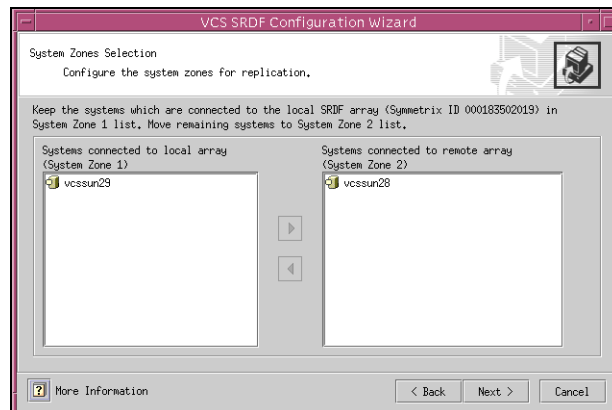 VCS SRDF Configuration Wizard
System Zones Selection
Configure the system zones for replication.
Keep the systems which are connected to the local SRDF array (Symmetrix ID 000183502019) in
System Zone 1 list. Move remaining systems to System Zone 2 list.
Systems connected to local array
(System Zone 1)
vcssun29
Systems connected to remote array
(System Zone 2)
vcssun28
? More Information
< Back
Next >
Cancel